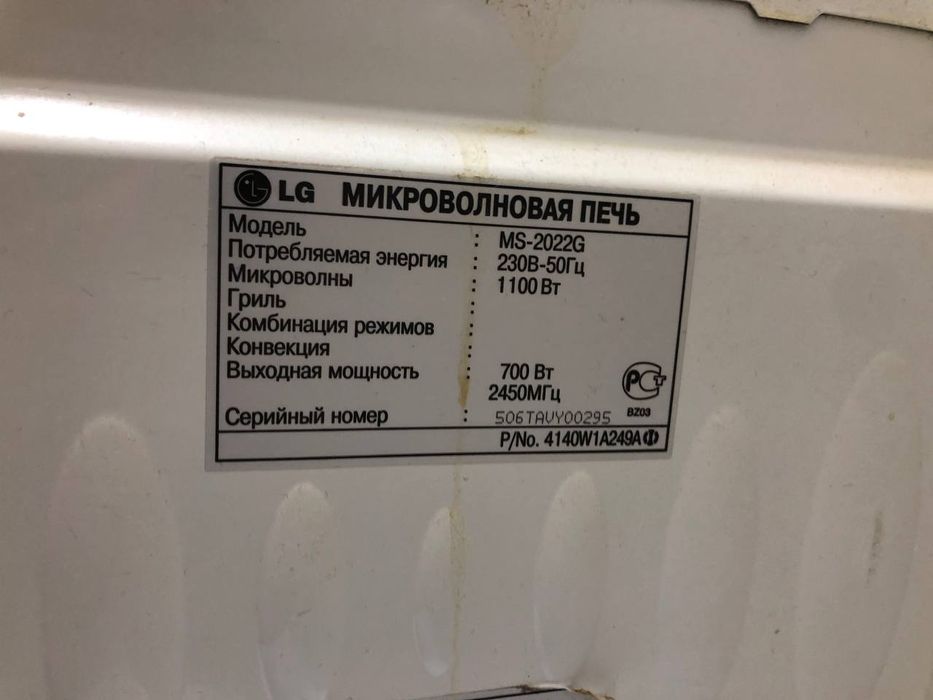 LG МИКРОВОЛНОВАЯ ПЕЧЬ
Модель : MS-2022G
Потребляемая энергия : 230В-50Гц
Микроволны : 1100 Вт
Гриль :
Комбинация режимов :
Конвекция :
Выходная мощность : 700 Вт
2450МГц
РСТ
BZ03
Серийный номер : 506TAVY00295
P/No. 4140W1A249A